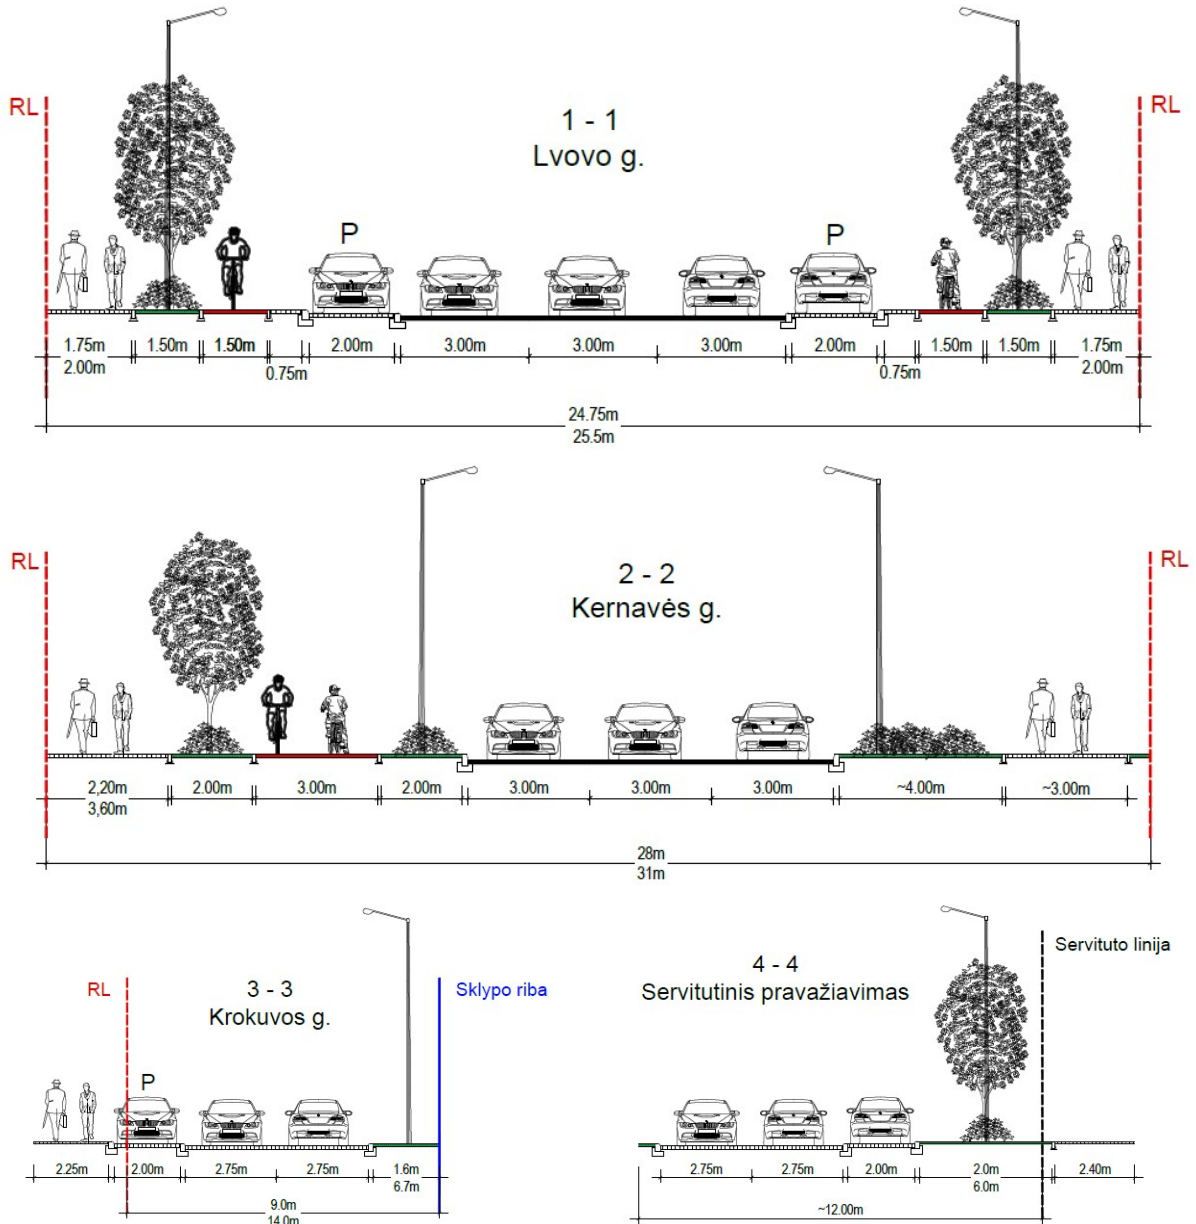 RL
RL
1 - 1
Lvovo g.
P
P
1.75m
1.50m
1.50m
2.00m
3.00m
3.00m
3.00m
2.00m
1.50m
1.50m
1.75m
2.00m
0.75m
0.75m
2.00m
24.75m
25.5m
RL
RL
2 - 2
Kernavės g.
2,20m
2.00m
3.00m
2.00m
3.00m
3.00m
3.00m
~4.00m
~3.00m
3,60m
28m
31m
RL
3 - 3
Krokuvos g.
Sklypo riba
P
2.25m
2.00m
2.75m
2.75m
1.6m
6.7m
9.0m
14.0m
4 - 4
Servitutinis pravažiavimas
Servituto linija
2.75m
2.75m
2.00m
2.0m
2.40m
6.0m
~12.00m